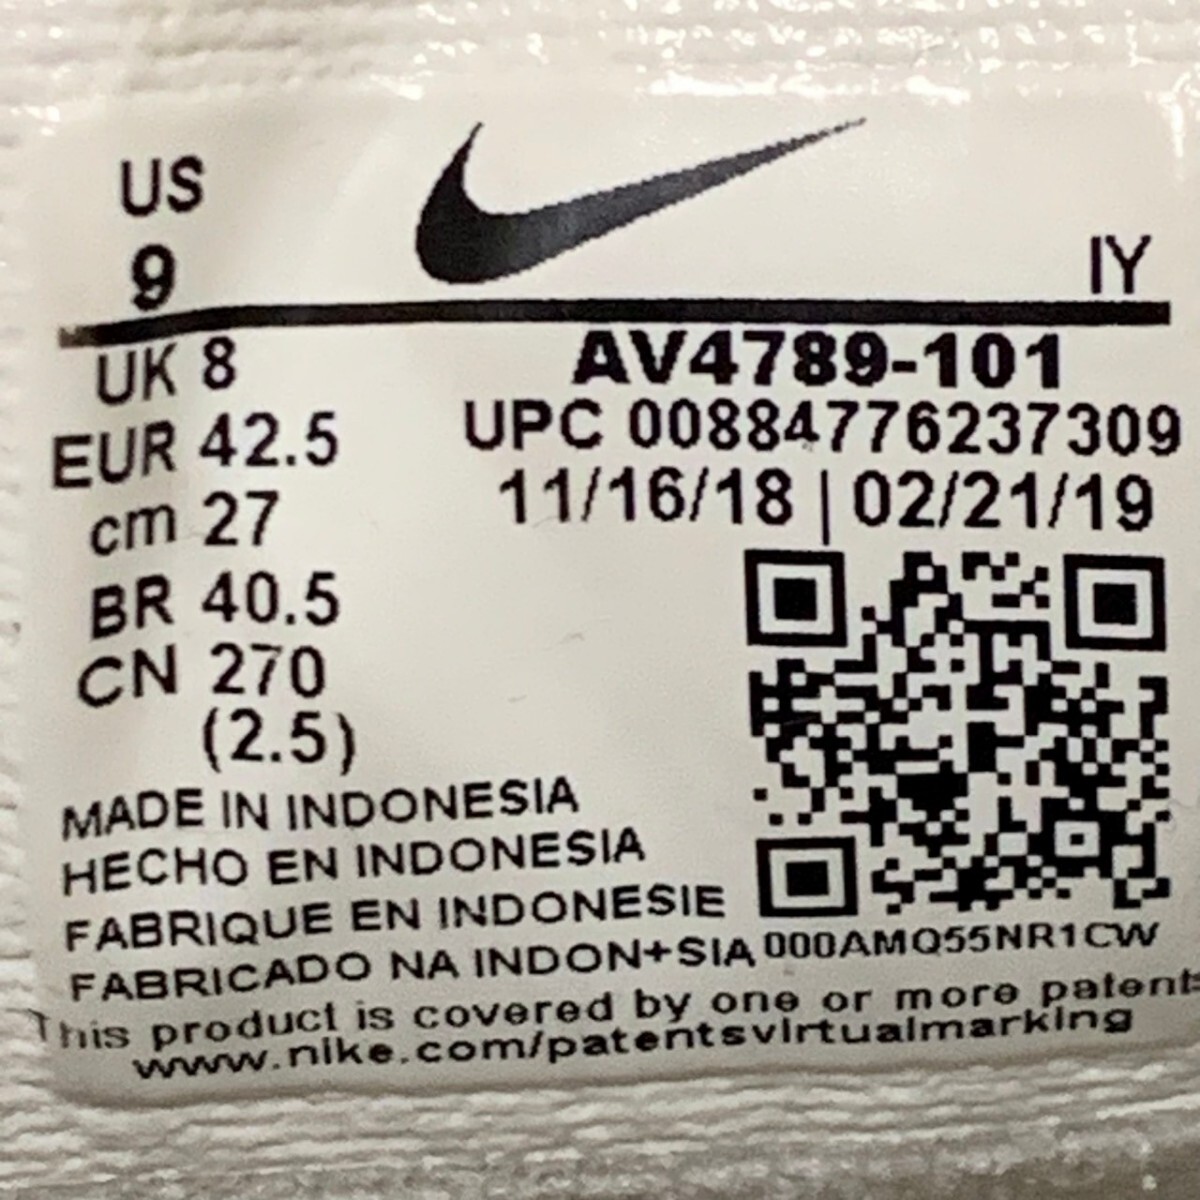 US
9
IY
UK 8
AV4789-101
EUR 42.5
UPC 00884776237309
cm 27
11/16/18 | 02/21/19
BR 40.5
CN 270
(2.5)
MADE IN INDONESIA
HECHO EN INDONESIA
FABRIQUE EN INDONESIE
FABRICADO NA INDON+SIA
000AMQ55NR1CW
This product is covered by one or more patents
www.nike.com/patentsvirtualmarking